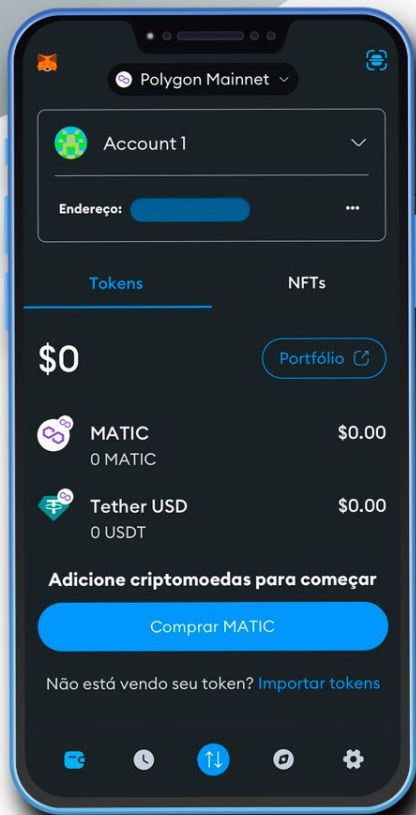 Polygon Mainnet
Account 1
Endereço:
Tokens NFTs
$0 Portfólio
MATIC $0.00
0 MATIC
Tether USD $0.00
0 USDT
Adicione criptomoedas para começar
Comprar MATIC
Não está vendo seu token? Importar tokens